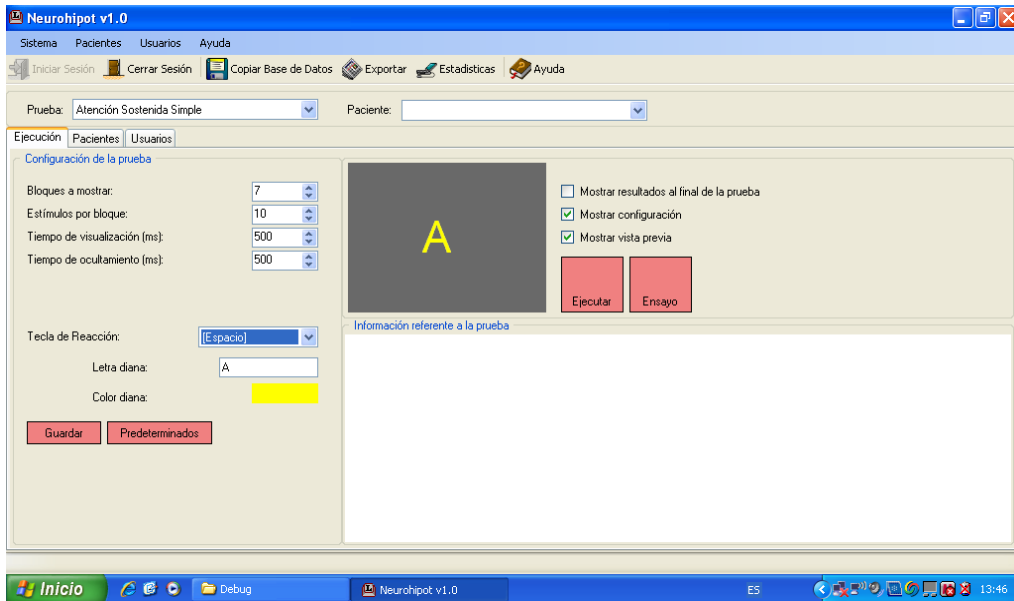 Neurohipot v1.0
Sistema Pacientes Usuarios Ayuda
Iniciar Sesión Cerrar Sesión Copiar Base de Datos Exportar Estadisticas Ayuda
Prueba: Atención Sostenida Simple Paciente:
Ejecución Pacientes Usuarios
Configuración de la prueba
Bloques a mostrar: 7
Estímulos por bloque: 10
Tiempo de visualización (ms): 500
Tiempo de ocultamiento (ms): 500
Tecla de Reacción: [Espacio]
Letra diana: A
Color diana:
Guardar Predeterminados
A
Mostrar resultados al final de la prueba
Mostrar configuración
Mostrar vista previa
Ejecutar Ensayo
Información referente a la prueba
Inicio Debug Neurohipot v1.0 ES 13:46